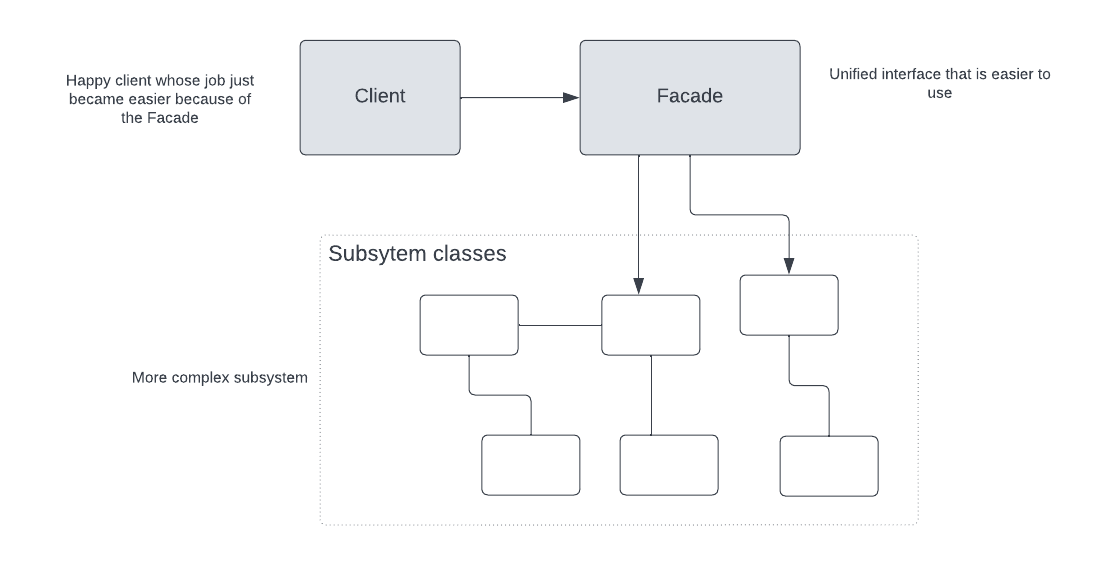 Happy client whose job just
became easier because of
the Facade
Client
Facade
Unified interface that is easier to
use
Subsytem classes
More complex subsystem